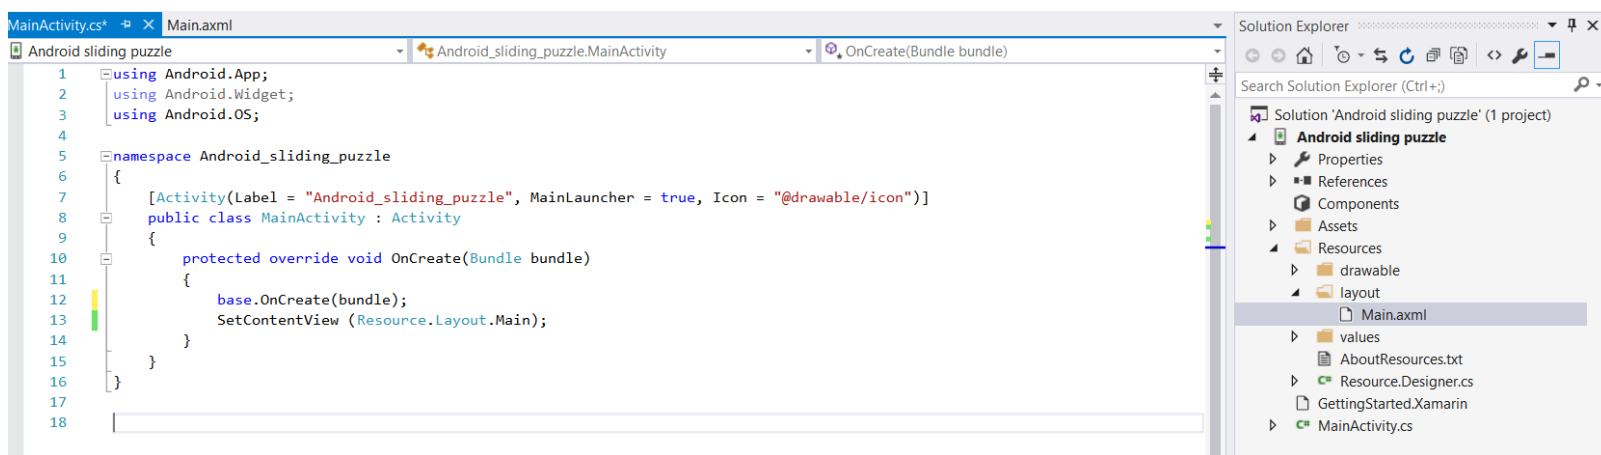 MainActivity.cs* Main.axml
Android sliding puzzle Android_sliding_puzzle.MainActivity OnCreate(Bundle bundle)
1 using Android.App;
2 using Android.Widget;
3 using Android.OS;
4
5 namespace Android_sliding_puzzle
6 {
7 [Activity(Label = "Android_sliding_puzzle", MainLauncher = true, Icon = "@drawable/icon")]
8 public class MainActivity : Activity
9 {
10 protected override void OnCreate(Bundle bundle)
11 {
12 base.OnCreate(bundle);
13 SetContentView (Resource.Layout.Main);
14 }
15 }
16 }
17
18
Solution Explorer
Search Solution Explorer (Ctrl+;)
Solution 'Android sliding puzzle' (1 project)
Android sliding puzzle
Properties
References
Components
Assets
Resources
drawable
layout
Main.axml
values
AboutResources.txt
C# Resource.Designer.cs
GettingStarted.Xamarin
C# MainActivity.cs